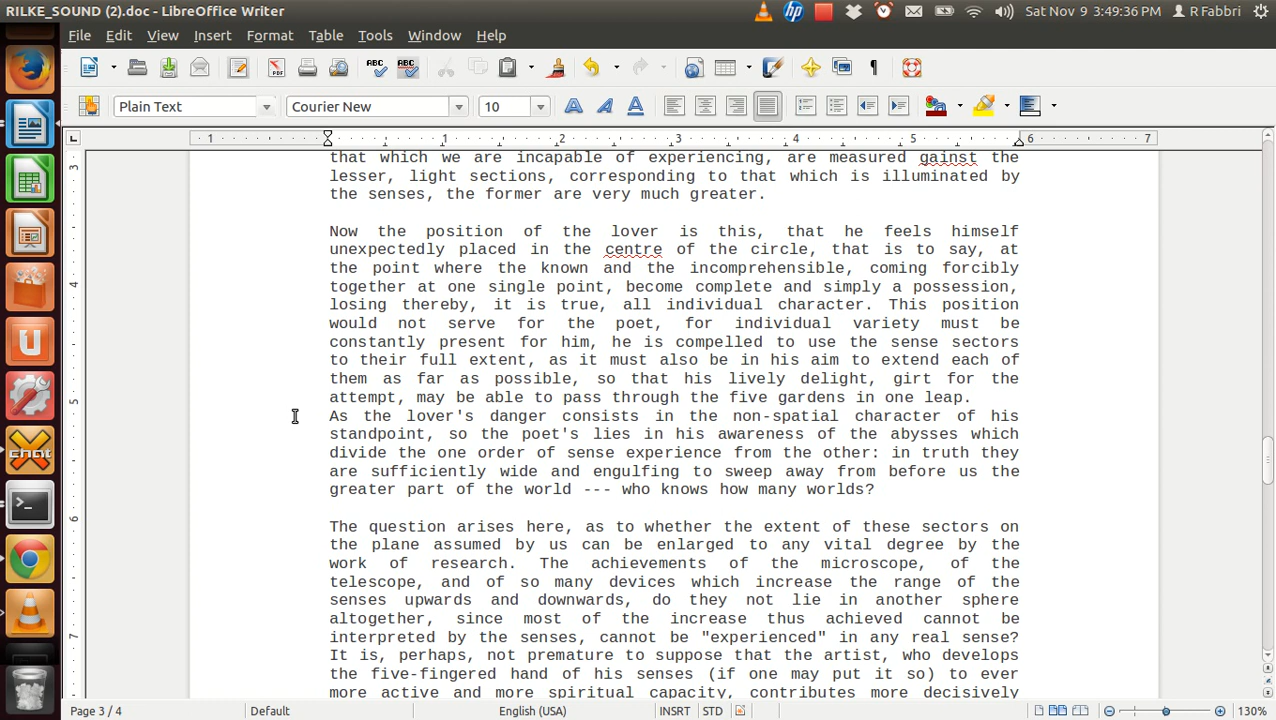 RILKE_SOUND (2).doc - LibreOffice Writer
Sat Nov 9 3:49:36 PM
R Fabbri
File Edit View Insert Format Table Tools Window Help
Plain Text
Courier New
10
1 1 2 3 4 5 6 7
that which we are incapable of experiencing, are measured gainst the
lesser, light sections, corresponding to that which is illuminated by
the senses, the former are very much greater.
Now the position of the lover is this, that he feels himself
unexpectedly placed in the centre of the circle, that is to say, at
the point where the known and the incomprehensible, coming forcibly
together at one single point, become complete and simply a possession,
losing thereby, it is true, all individual character. This position
would not serve for the poet, for individual variety must be
constantly present for him, he is compelled to use the sense sectors
to their full extent, as it must also be in his aim to extend each of
them as far as possible, so that his lively delight, girt for the
attempt, may be able to pass through the five gardens in one leap.
As the lover's danger consists in the non-spatial character of his
standpoint, so the poet's lies in his awareness of the abysses which
divide the one order of sense experience from the other: in truth they
are sufficiently wide and engulfing to sweep away from before us the
greater part of the world --- who knows how many worlds?
The question arises here, as to whether the extent of these sectors on
the plane assumed by us can be enlarged to any vital degree by the
work of research. The achievements of the microscope, of the
telescope, and of so many devices which increase the range of the
senses upwards and downwards, do they not lie in another sphere
altogether, since most of the increase thus achieved cannot be
interpreted by the senses, cannot be "experienced" in any real sense?
It is, perhaps, not premature to suppose that the artist, who develops
the five-fingered hand of his senses (if one may put it so) to ever
more active and more spiritual capacity, contributes more decisively
Page 3 / 4 Default English (USA) INSRT STD 130%